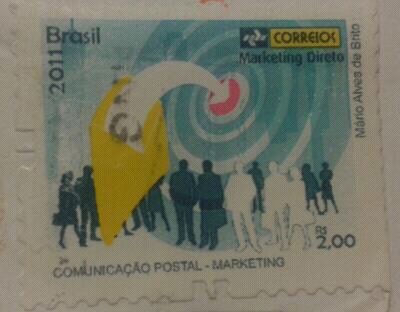 Brasil
2011
CORREIOS
Marketing Direto
Mário Alves de Brito
R$
2,00
COMUNICAÇÃO POSTAL - MARKETING